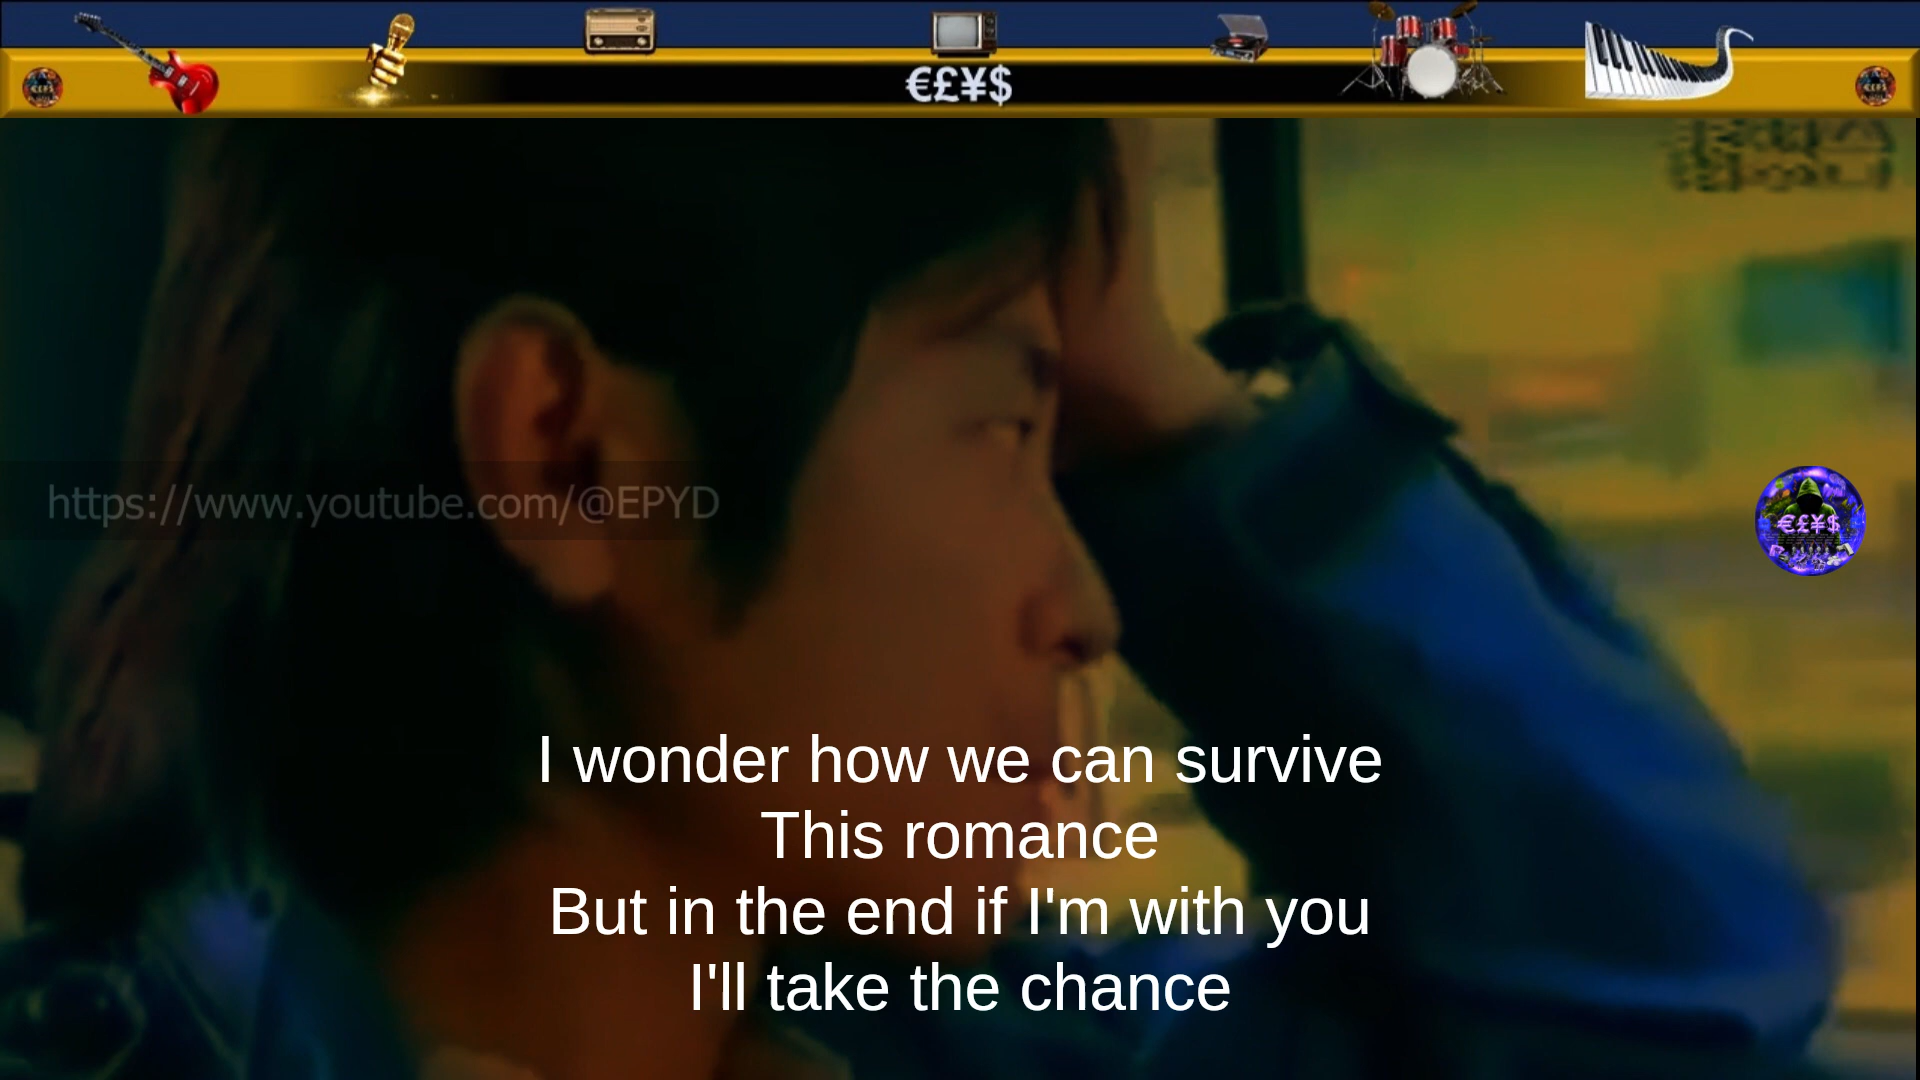 €£¥$
https://www.youtube.com/@EPYD
€£¥$
I wonder how we can survive
This romance
But in the end if I'm with you
I'll take the chance